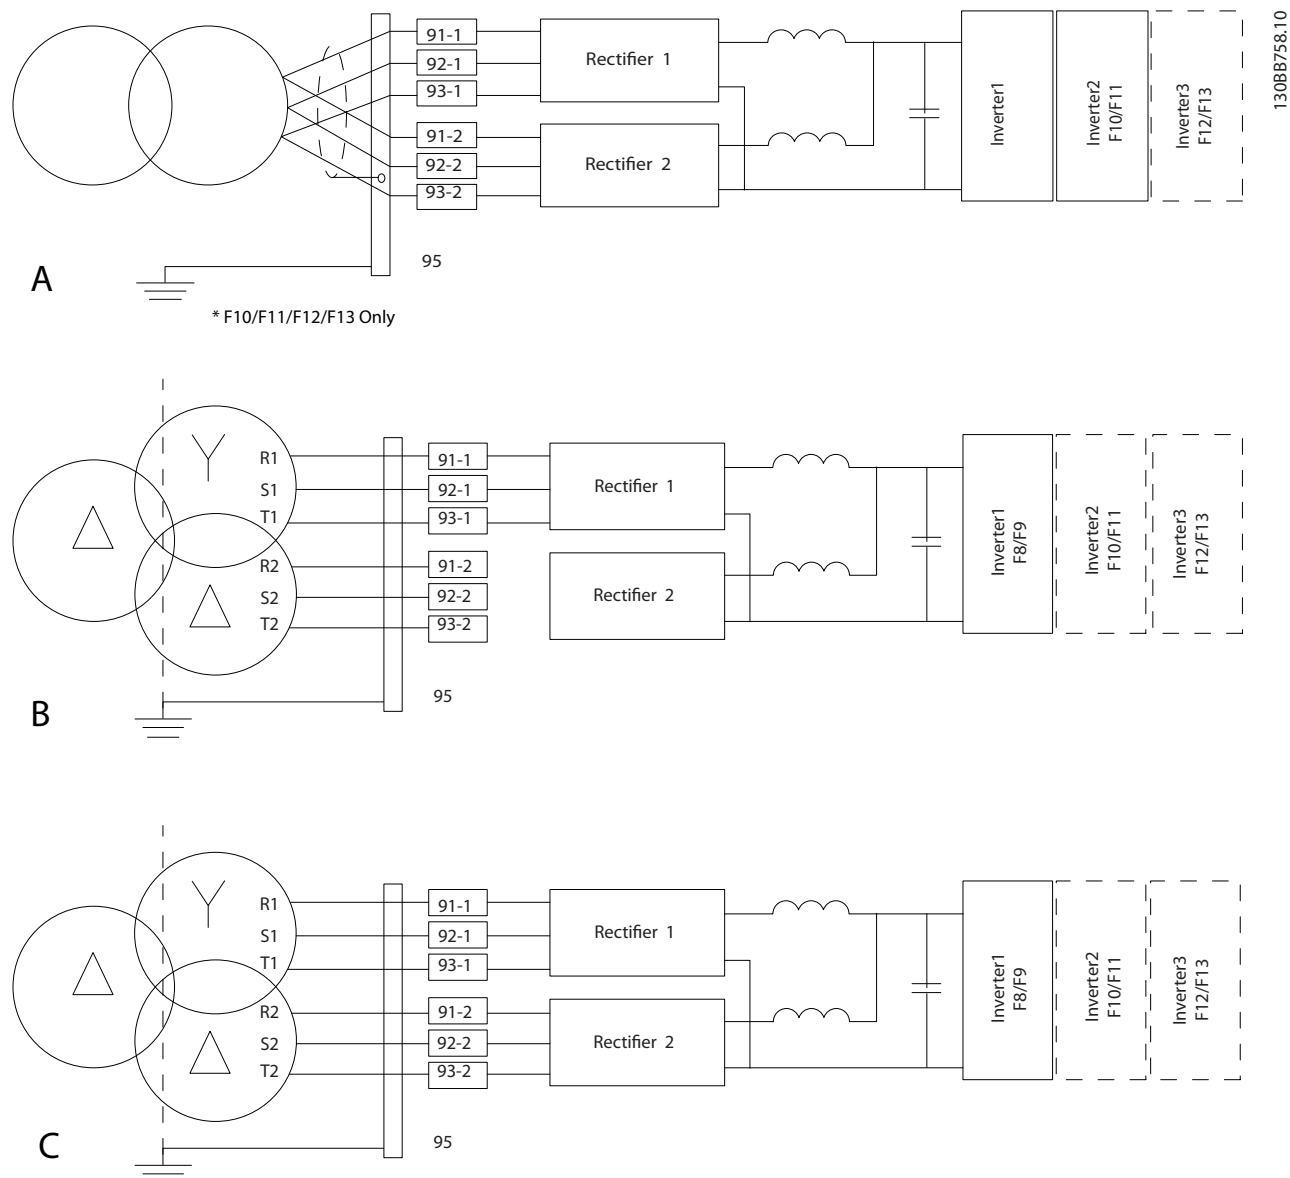 130BB758.10
91-1
92-1
93-1
91-2
92-2
93-2
Rectifier 1
Rectifier 2
Inverter1
Inverter2
F10/F11
Inverter3
F12/F13
95
A
* F10/F11/F12/F13 Only
R1
S1
T1
R2
S2
T2
91-1
92-1
93-1
91-2
92-2
93-2
Rectifier 1
Rectifier 2
Inverter1
F8/F9
Inverter2
F10/F11
Inverter3
F12/F13
95
B
R1
S1
T1
R2
S2
T2
91-1
92-1
93-1
91-2
92-2
93-2
Rectifier 1
Rectifier 2
Inverter1
F8/F9
Inverter2
F10/F11
Inverter3
F12/F13
95
C